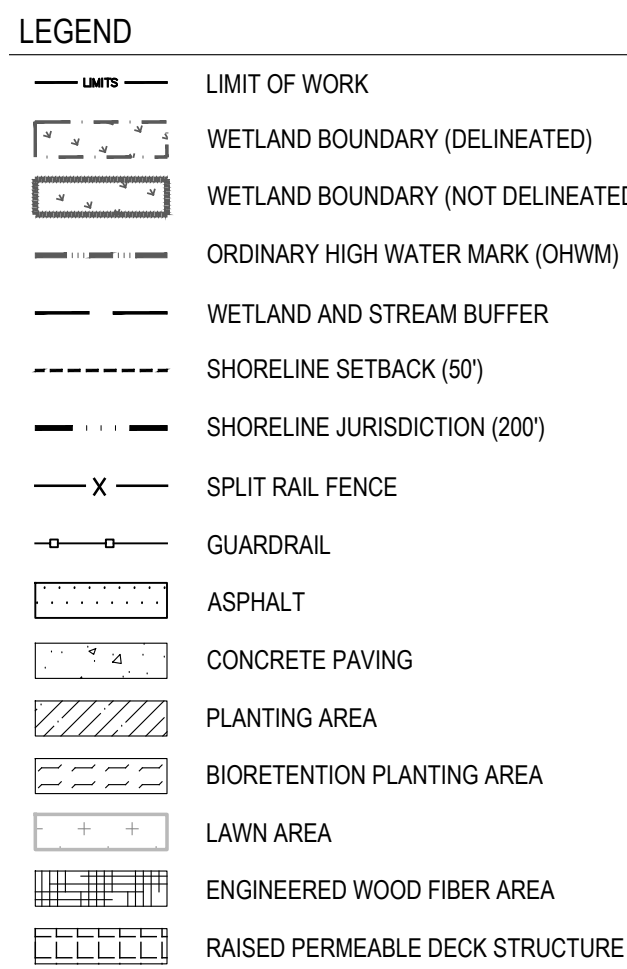 LEGEND
LIMITS LIMIT OF WORK
WETLAND BOUNDARY (DELINEATED)
WETLAND BOUNDARY (NOT DELINEATED
ORDINARY HIGH WATER MARK (OHWM)
WETLAND AND STREAM BUFFER
SHORELINE SETBACK (50')
SHORELINE JURISDICTION (200')
X SPLIT RAIL FENCE
GUARDRAIL
ASPHALT
CONCRETE PAVING
PLANTING AREA
BIORETENTION PLANTING AREA
LAWN AREA
ENGINEERED WOOD FIBER AREA
RAISED PERMEABLE DECK STRUCTURE